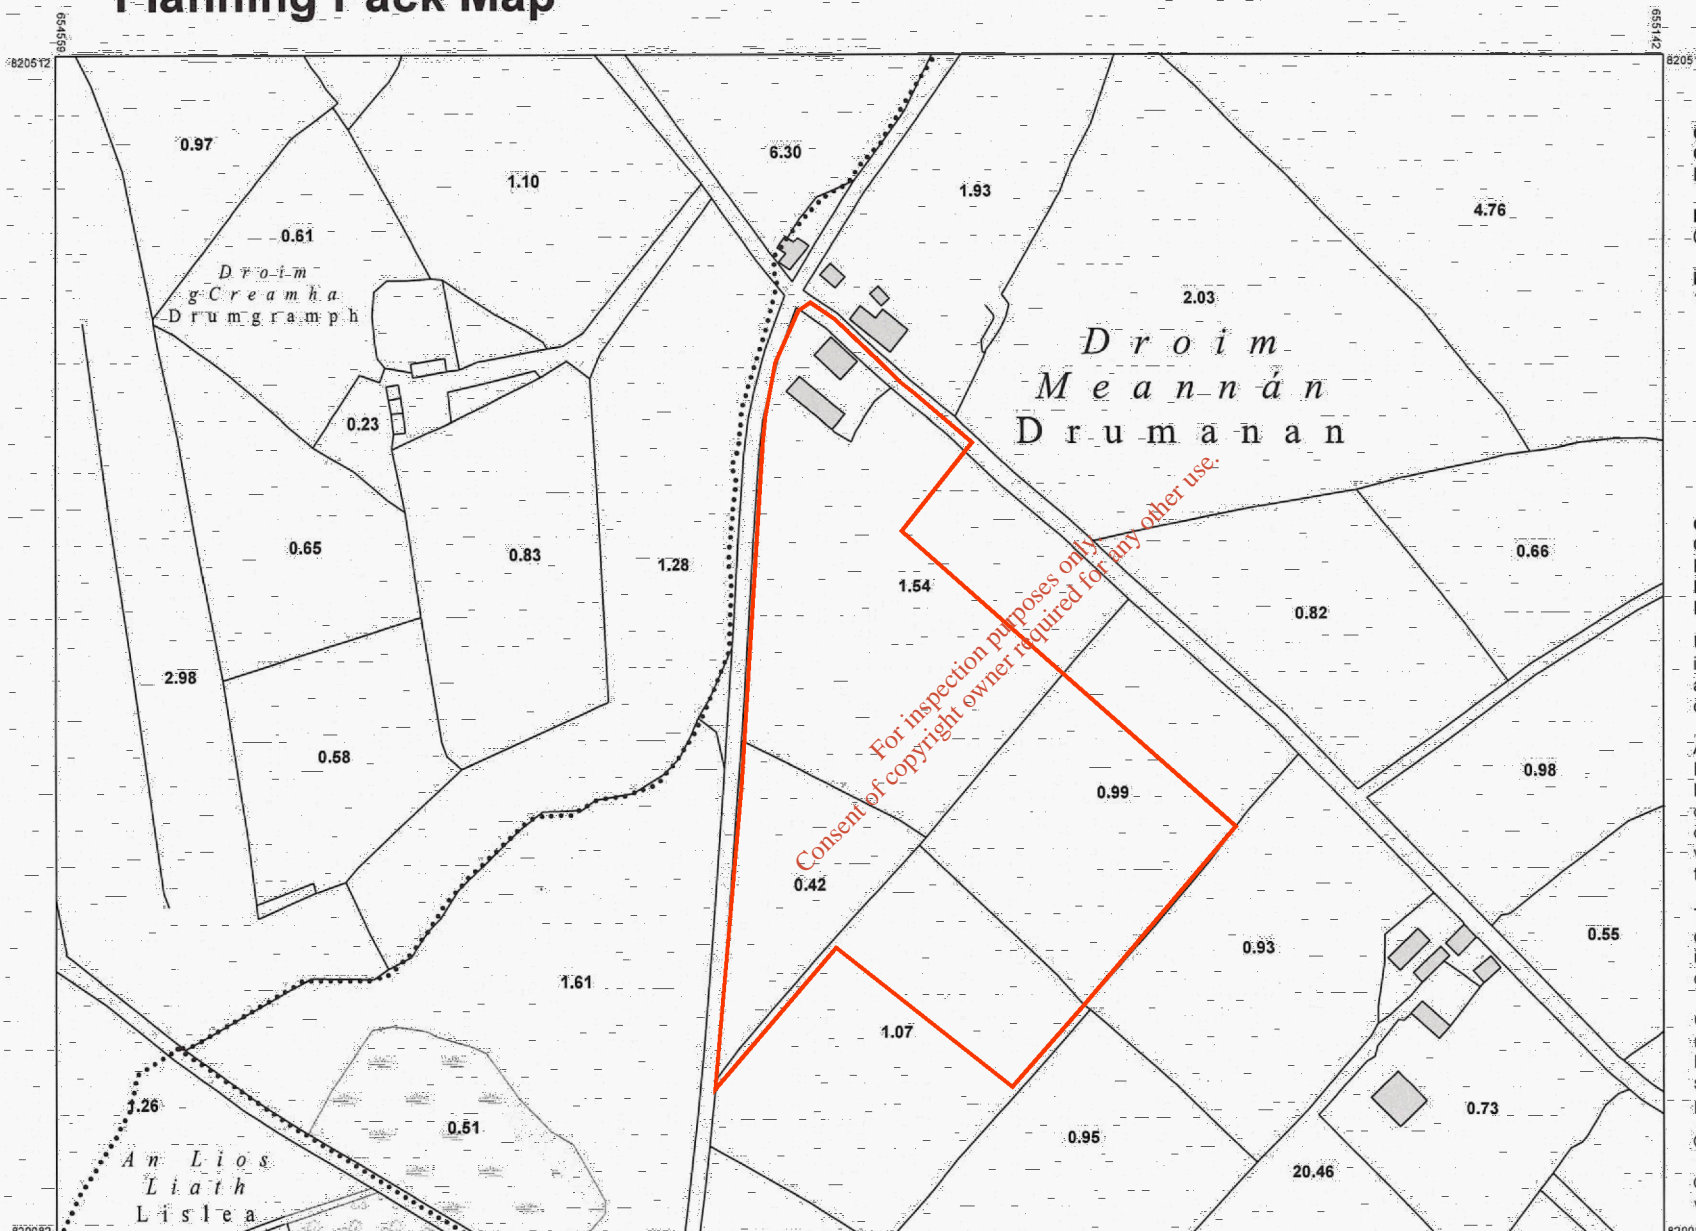 Planning Pack Map
654559
655142
820512
8205
0.97
1.10
6.30
1.93
4.76
0.61
Droim
gCreamha
Drumgramph
2.03
Droim
Meannán
Drumanan
0.23
0.65
0.83
1.28
1.54
0.66
0.82
2.98
0.58
For inspection purposes only.
Consent of copyright owner required for any other use.
0.99
0.98
0.42
0.93
0.55
1.61
1.07
1.26
0.51
0.95
0.73
20.46
An Lios
Liath
Lislea